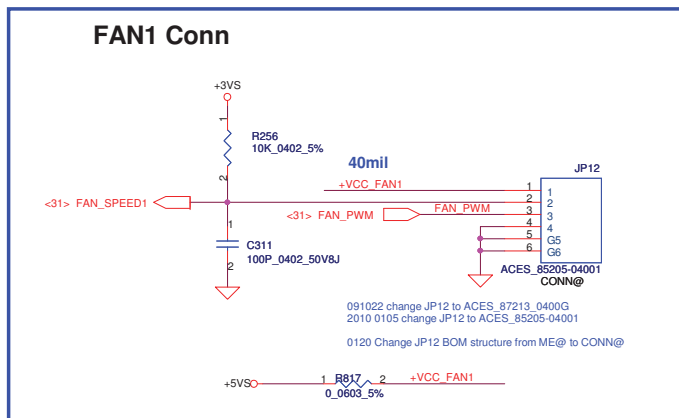 FAN1 Conn
+3VS
1
R256
10K_0402_5%
2
40mil
JP12
+VCC_FAN1
1 1
<31> FAN_SPEED1
2 2
<31> FAN_PWM
FAN_PWM
3 3
4 4
5 G5
6 G6
1
C311
100P_0402_50V8J
2
ACES_85205-04001
CONN@
091022 change JP12 to ACES_87213_0400G
2010 0105 change JP12 to ACES_85205-04001
0120 Change JP12 BOM structure from ME@ to CONN@
+5VS
1
R817
2
+VCC_FAN1
0_0603_5%